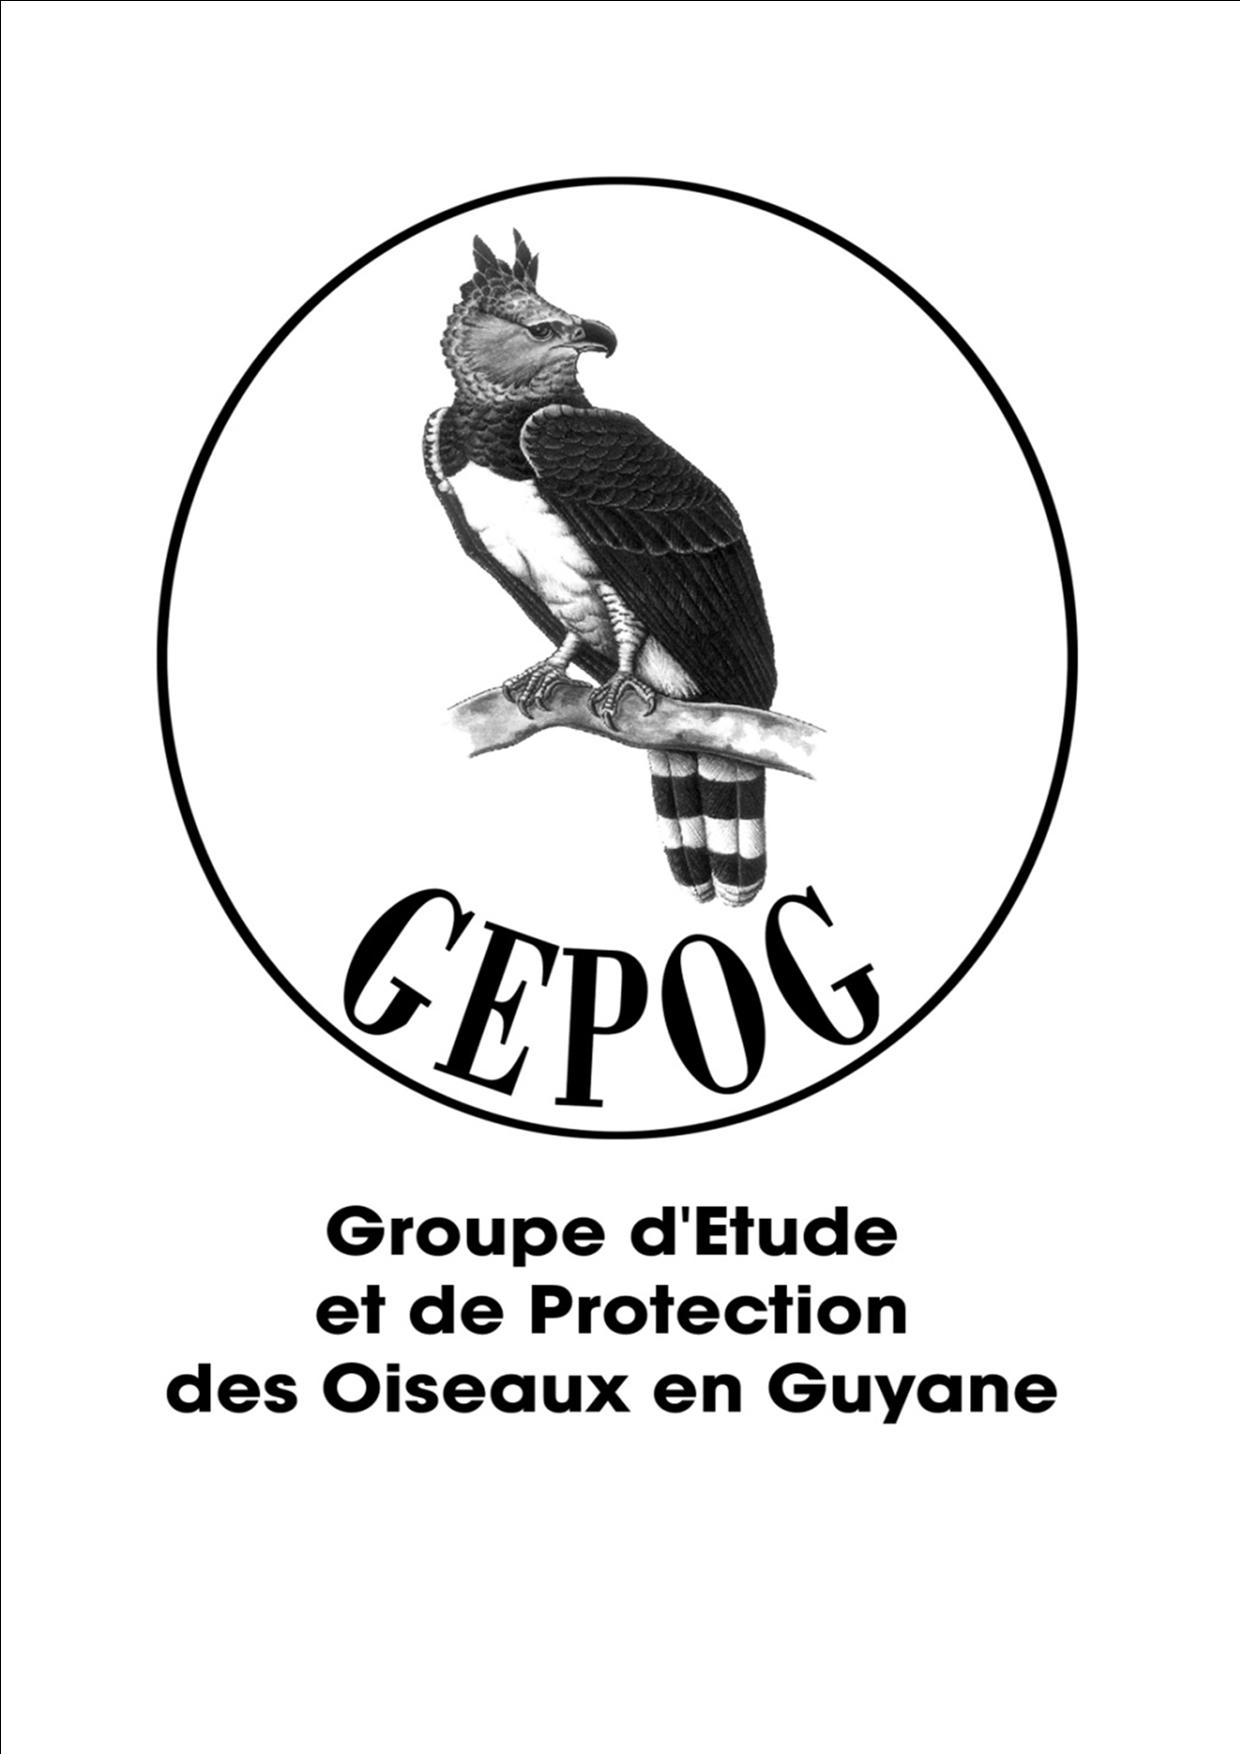 GEPOG
Groupe d'Etude
et de Protection
des Oiseaux en Guyane